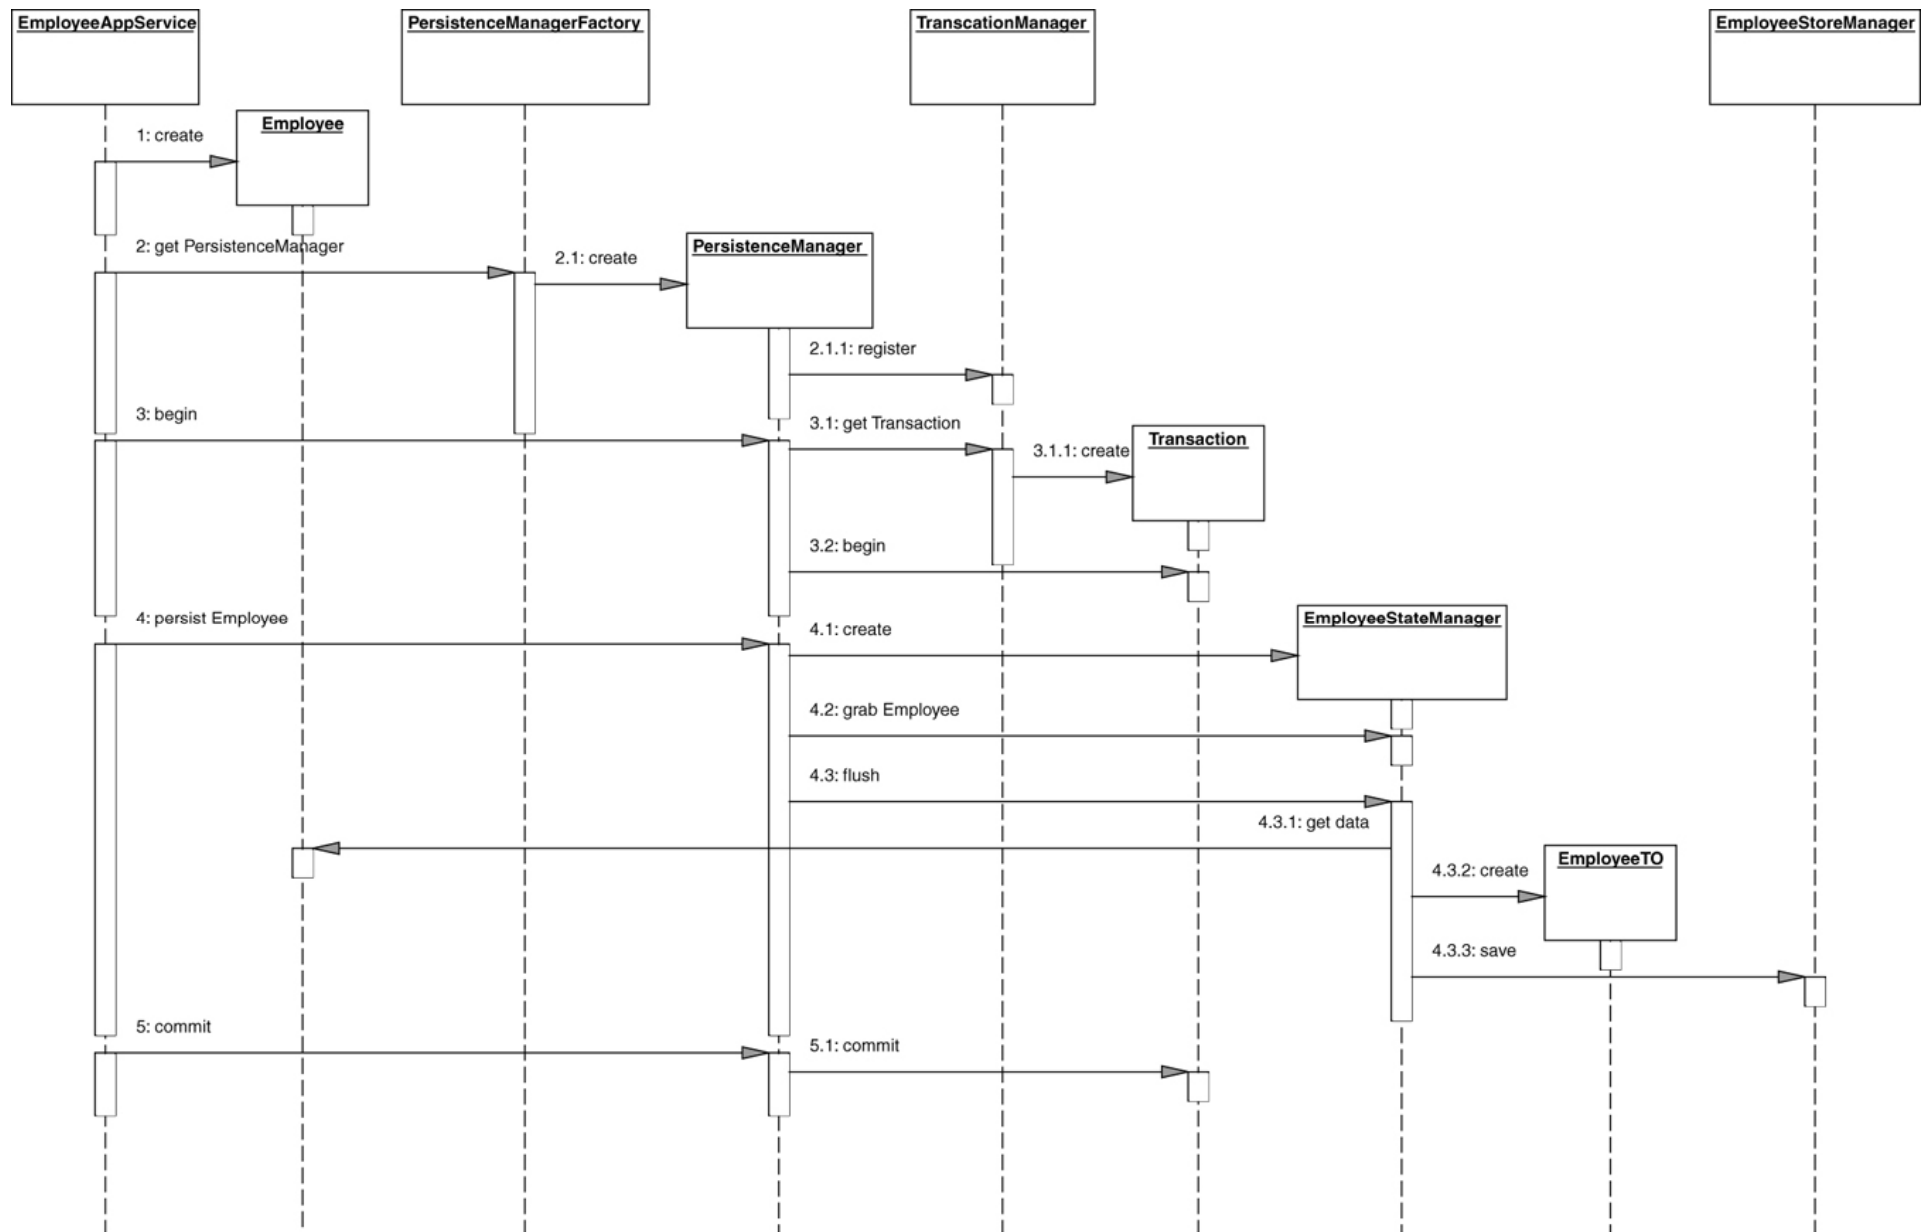 EmployeeAppService
PersistenceManagerFactory
TranscationManager
EmployeeStoreManager
Employee
1: create
2: get PersistenceManager
PersistenceManager
2.1: create
2.1.1: register
3: begin
3.1: get Transaction
Transaction
3.1.1: create
3.2: begin
4: persist Employee
EmployeeStateManager
4.1: create
4.2: grab Employee
4.3: flush
4.3.1: get data
EmployeeTO
4.3.2: create
4.3.3: save
5: commit
5.1: commit